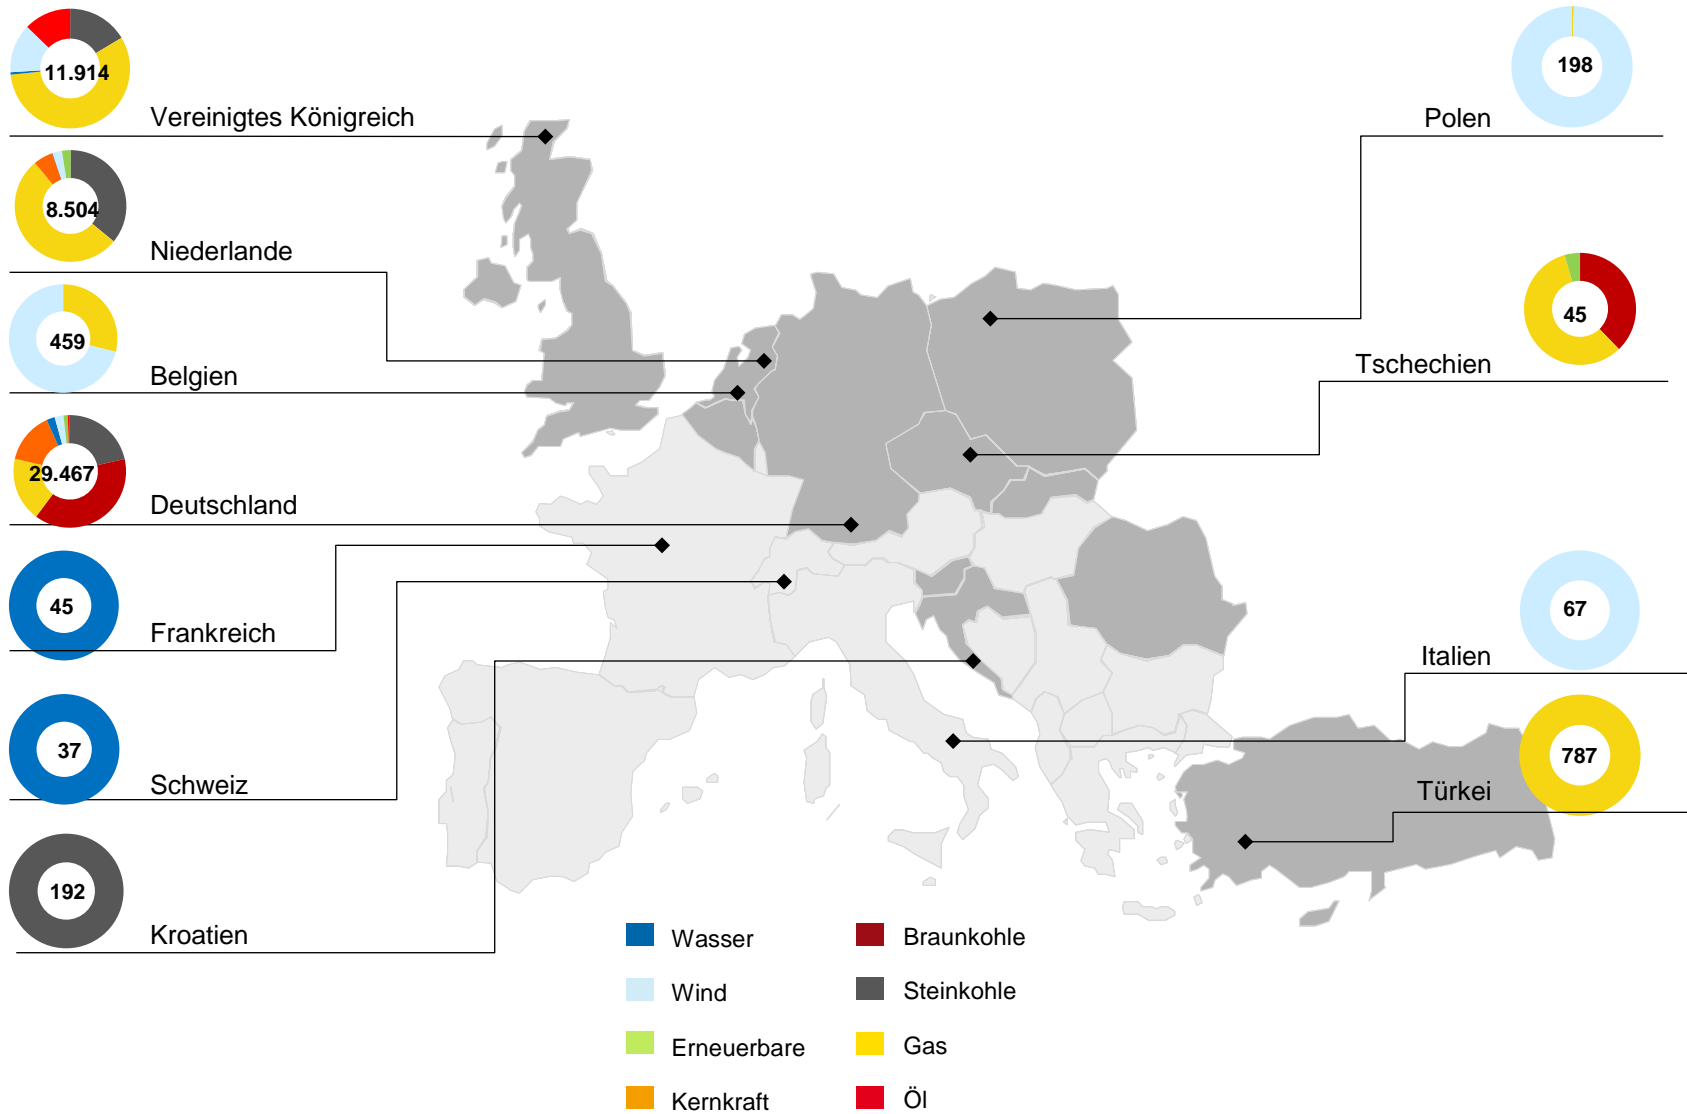 11.914
Vereinigtes Königreich
8.504
Niederlande
459
Belgien
29.467
Deutschland
45
Frankreich
37
Schweiz
192
Kroatien
198
Polen
45
Tschechien
67
Italien
787
Türkei
Wasser
Wind
Erneuerbare
Kernkraft
Braunkohle
Steinkohle
Gas
Öl